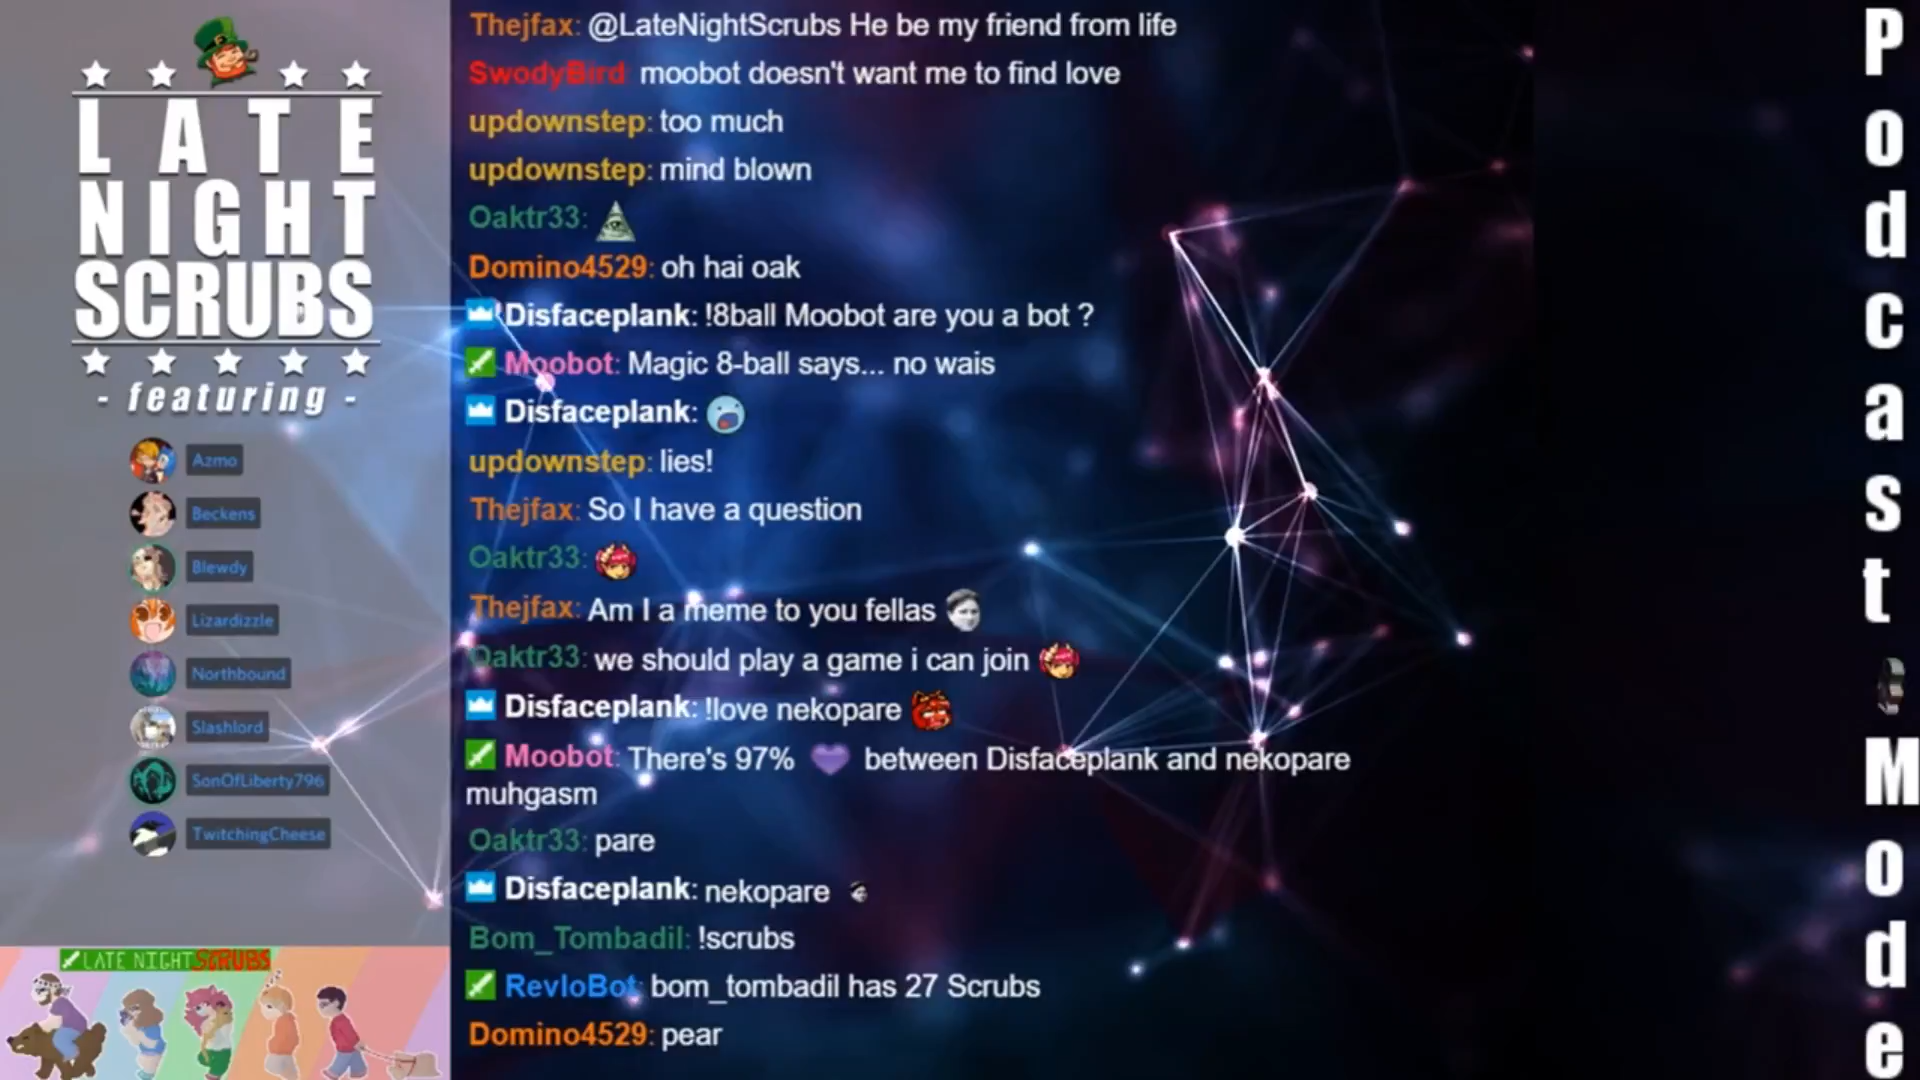 LATE
NIGHT
SCRUBS
- featuring -
Azmo
Beckens
Blewdy
Lizardizzle
Northbound
Slashlord
SonOfLiberty796
TwitchingCheese
LATE NIGHT SCRUBS
Thejfax: @LateNightScrubs He be my friend from life
SwodyBird moobot doesn't want me to find love
updownstep: too much
updownstep: mind blown
Oaktr33:
Domino4529: oh hai oak
Disfaceplank: !8ball Moobot are you a bot ?
Moobot: Magic 8-ball says... no wais
Disfaceplank:
updownstep: lies!
Thejfax: So I have a question
Oaktr33:
Thejfax: Am I a meme to you fellas
Oaktr33: we should play a game i can join
Disfaceplank: !love nekopare
Moobot: There's 97% between Disfaceplank and nekopare
muhgasm
Oaktr33: pare
Disfaceplank: nekopare
Bom_Tombadil: !scrubs
RevloBot: bom_tombadil has 27 Scrubs
Domino4529: pear
Podcast Mode